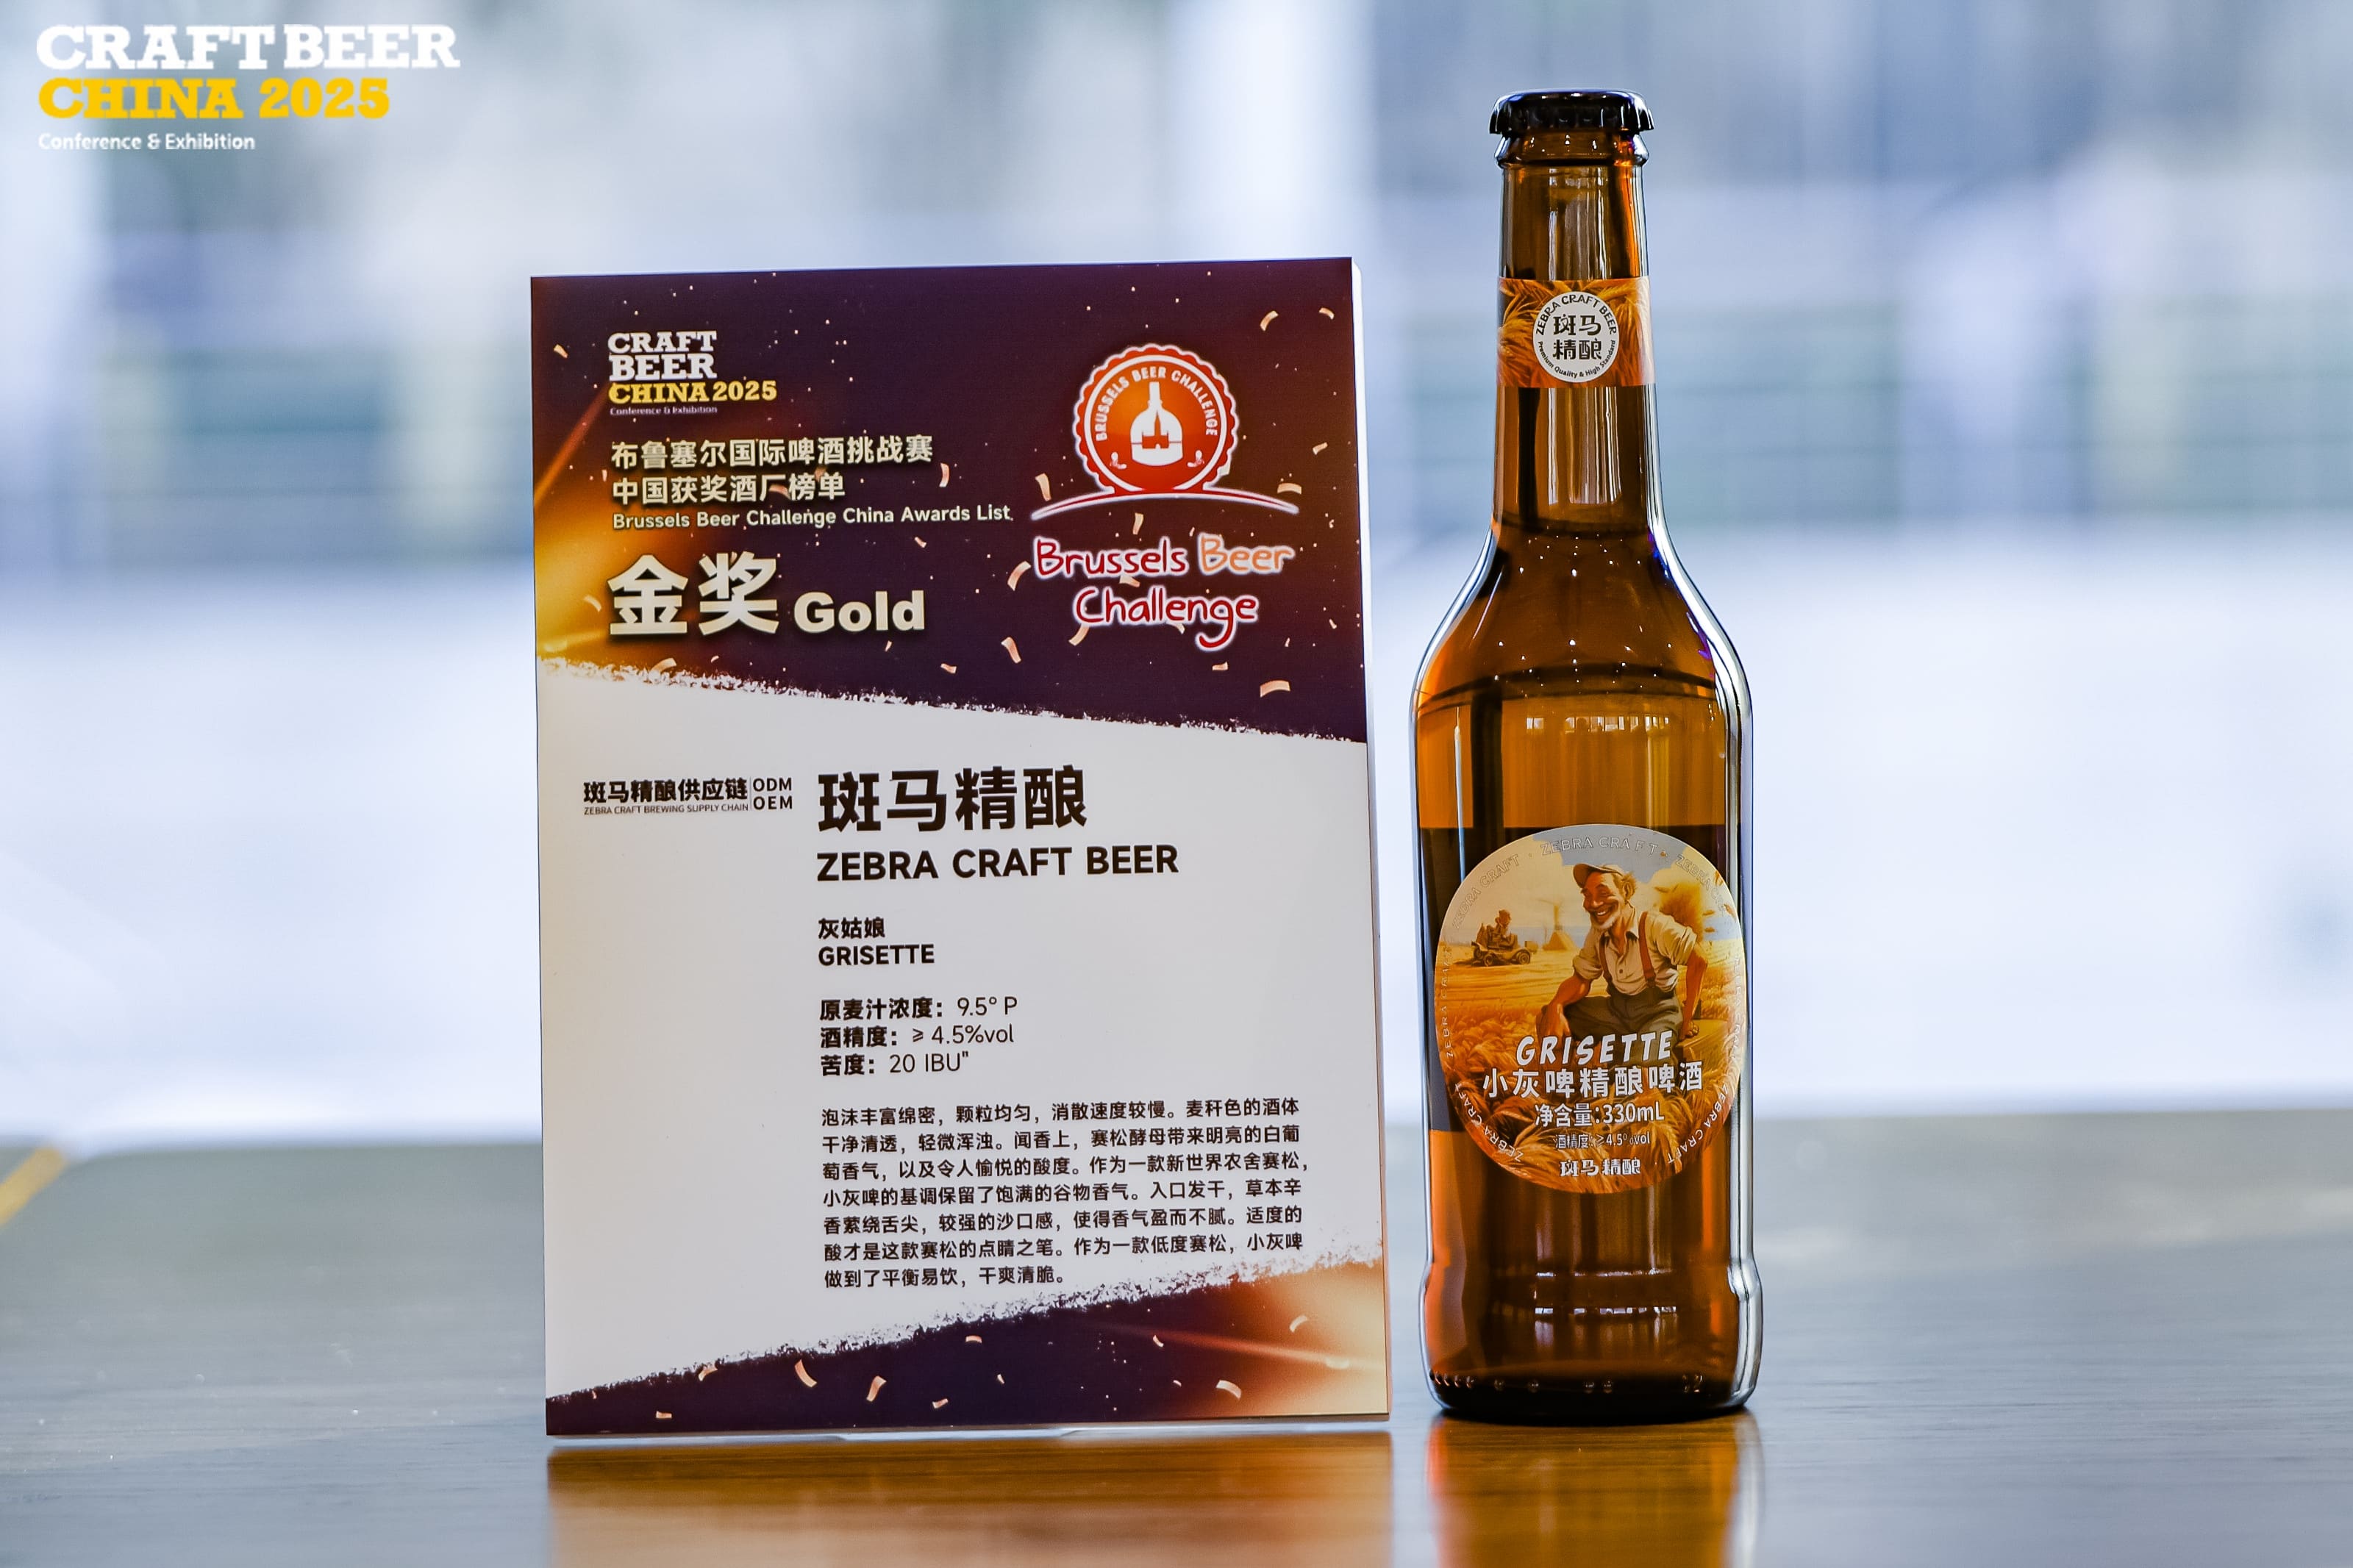 CRAFT BEER
CHINA 2025
Conference & Exhibition
CRAFT
BEER
CHINA 2025
Conference & Exhibition
布鲁塞尔国际啤酒挑战赛
中国获奖酒厂榜单
Brussels Beer Challenge China Awards List
金奖 Gold
BRUSSELS BEER CHALLENGE
Brussels Beer
Challenge
斑马精酿供应链 ODM
ZEBRA CRAFT BREWING SUPPLY CHAIN OEM
斑马精酿
ZEBRA CRAFT BEER
灰姑娘
GRISETTE
原麦汁浓度：9.5° P
酒精度：≥ 4.5%vol
苦度：20 IBU"
泡沫丰富绵密，颗粒均匀，消散速度较慢。麦秆色的酒体
干净清透，轻微浑浊。闻香上，赛松酵母带来明亮的白葡
萄香气，以及令人愉悦的酸度。作为一款新世界农舍赛松，
小灰啤的基调保留了饱满的谷物香气。入口发干，草本辛
香萦绕舌尖，较强的沙口感，使得香气盈而不腻。适度的
酸才是这款赛松的点睛之笔。作为一款低度赛松，小灰啤
做到了平衡易饮，干爽清脆。
ZEBRA CRAFT BEER
斑马
精酿
Premium Quality & High Standard
ZEBRA CRAFT
GRISETTE
小灰啤精酿啤酒
净含量:330mL
酒精度:≥4.5%vol
斑马精酿